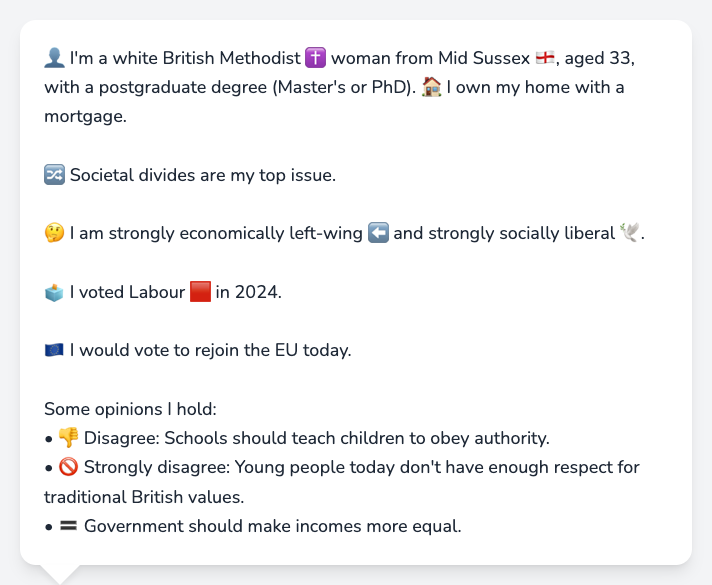 👤 I'm a white British Methodist ✝️ woman from Mid Sussex 🏴󠁧󠁢󠁥󠁮󠁧󠁿, aged 33,
with a postgraduate degree (Master's or PhD). 🏠 I own my home with a
mortgage.
🔀 Societal divides are my top issue.
🤔 I am strongly economically left-wing ⬅️ and strongly socially liberal 🕊️.
🗳️ I voted Labour 🟥 in 2024.
🇪🇺 I would vote to rejoin the EU today.
Some opinions I hold:
• 👎 Disagree: Schools should teach children to obey authority.
• 🚫 Strongly disagree: Young people today don't have enough respect for
traditional British values.
• 🟰 Government should make incomes more equal.